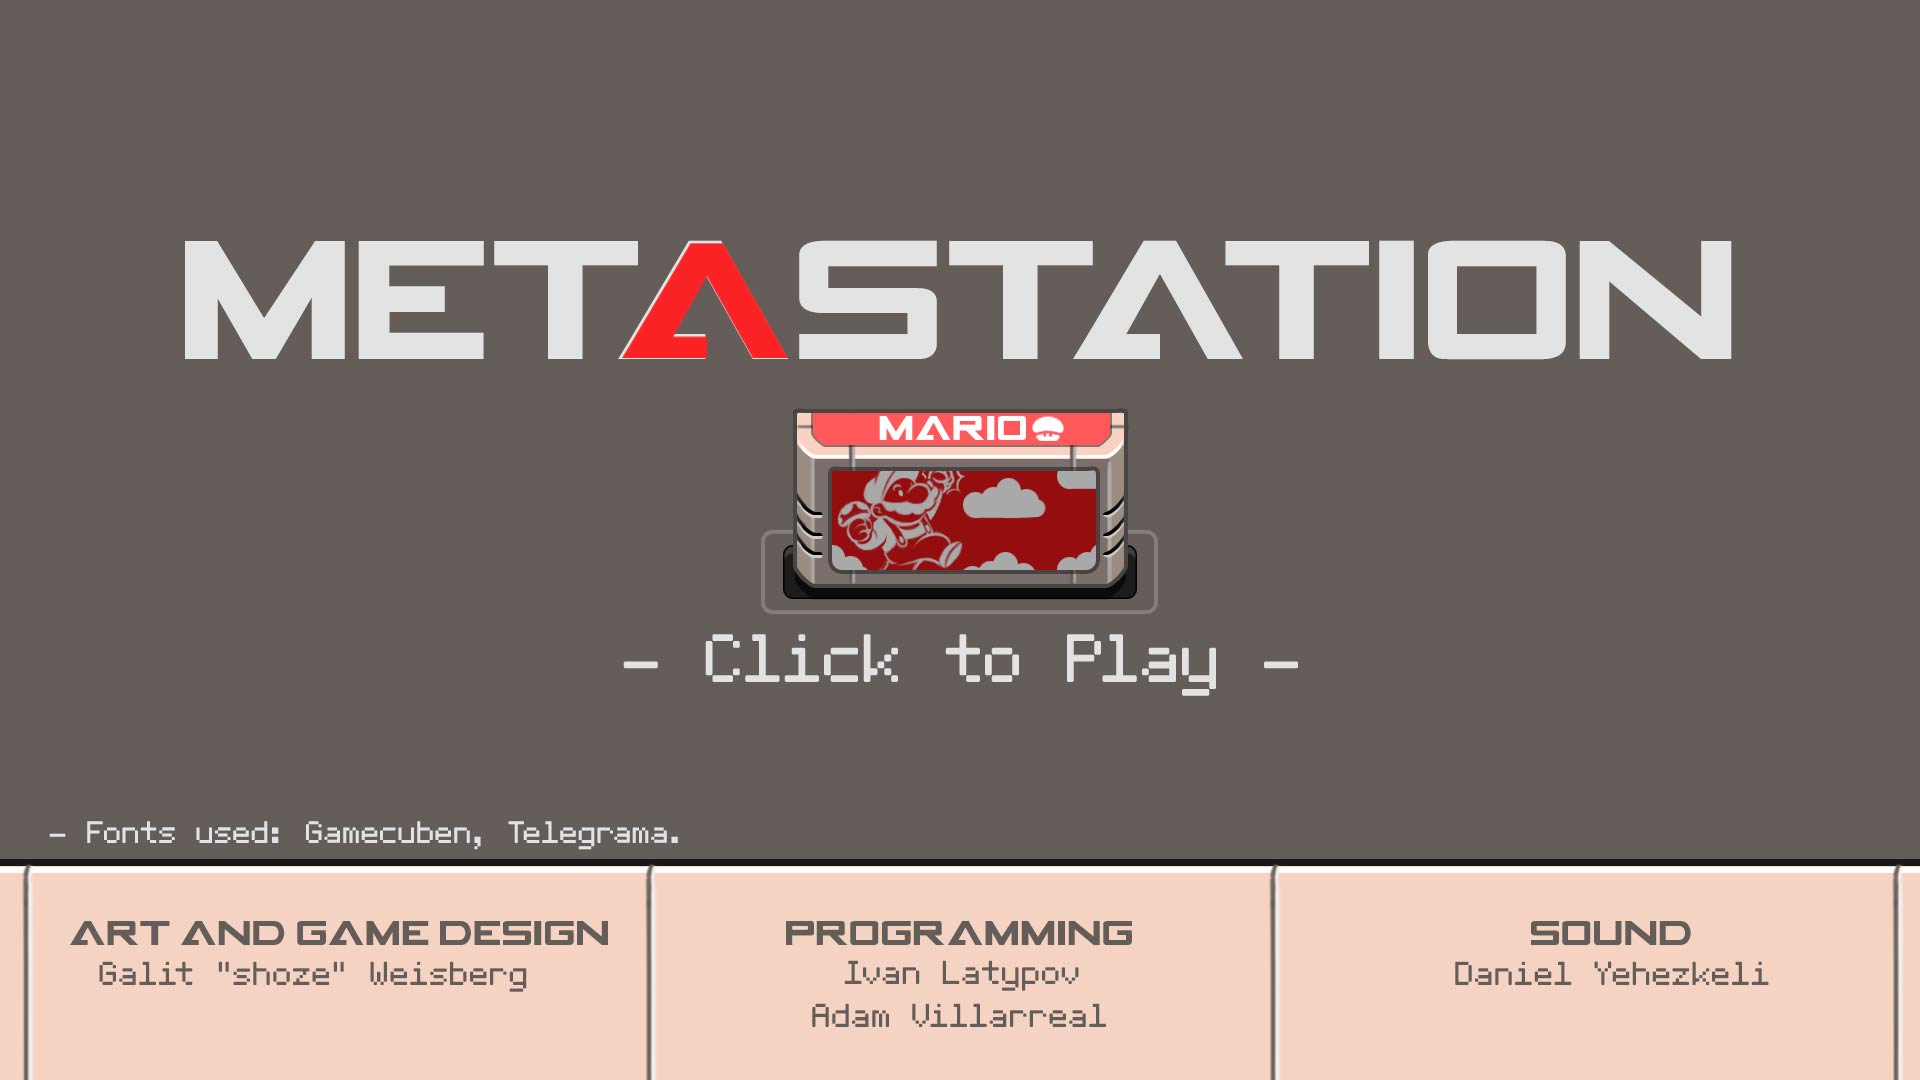 METASTATION
MARIO
- Click to Play -
- Fonts used: Gamecuben, Telegrama.
ART AND GAME DESIGN
Galit "shoze" Weisberg
PROGRAMMING
Ivan Latypov
Adam Villarreal
SOUND
Daniel Yehezkeli